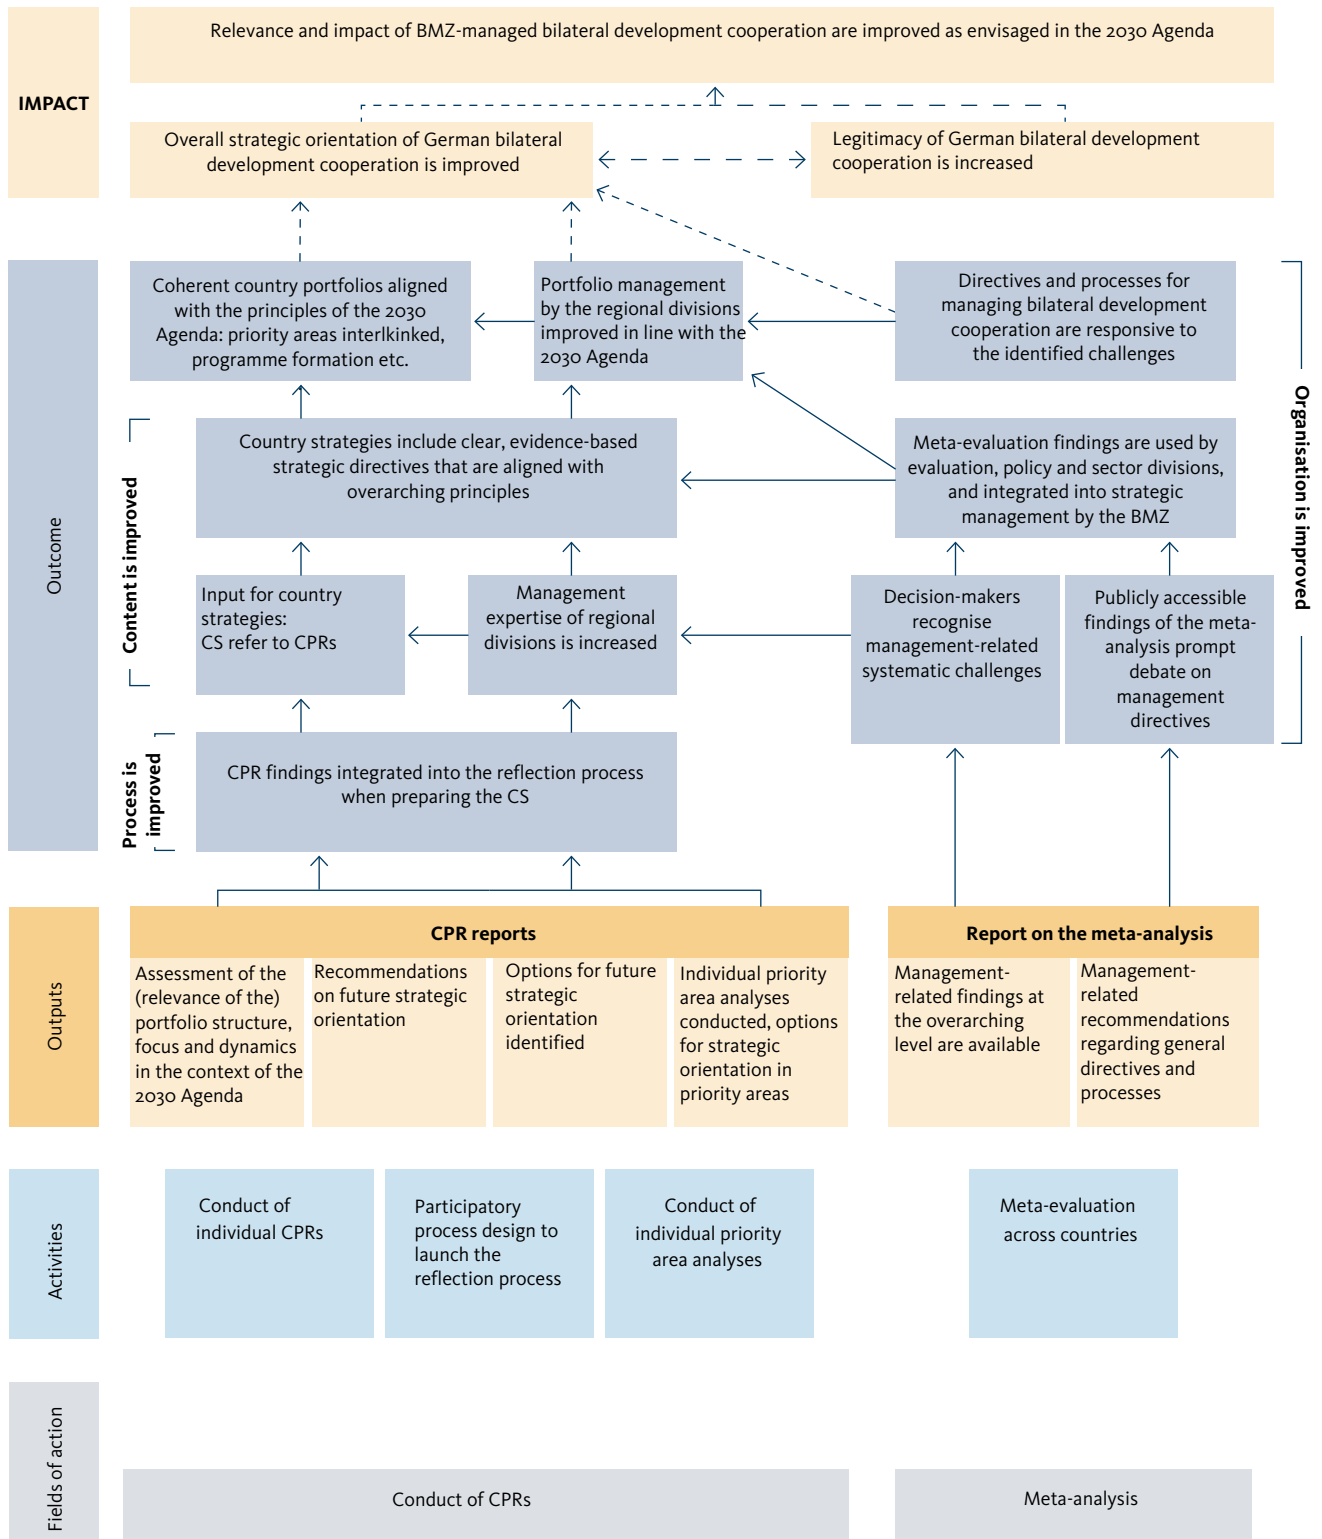 IMPACT
Relevance and impact of BMZ-managed bilateral development cooperation are improved as envisaged in the 2030 Agenda
Overall strategic orientation of German bilateral
development cooperation is improved
Legitimacy of German bilateral development
cooperation is increased
Outcome
Coherent country portfolios aligned
with the principles of the 2030
Agenda: priority areas interlkinked,
programme formation etc.
Portfolio management
by the regional divisions
improved in line with the
2030 Agenda
Directives and processes for
managing bilateral development
cooperation are responsive to
the identified challenges
Organisation is improved
Content is improved
Country strategies include clear, evidence-based
strategic directives that are aligned with
overarching principles
Meta-evaluation findings are used by
evaluation, policy and sector divisions,
and integrated into strategic
management by the BMZ
Input for country
strategies:
CS refer to CPRs
Management
expertise of regional
divisions is increased
Decision-makers
recognise
management-related
systematic challenges
Publicly accessible
findings of the meta-
analysis prompt
debate on
management
directives
Process is
improved
CPR findings integrated into the reflection process
when preparing the CS
Outputs
CPR reports
Assessment of the
(relevance of the)
portfolio structure,
focus and dynamics
in the context of the
2030 Agenda
Recommendations
on future strategic
orientation
Options for future
strategic
orientation
identified
Individual priority
area analyses
conducted, options
for strategic
orientation in
priority areas
Report on the meta-analysis
Management-
related findings at
the overarching
level are available
Management-
related
recommendations
regarding general
directives and
processes
Activities
Conduct of
individual CPRs
Participatory
process design to
launch the
reflection process
Conduct of
individual priority
area analyses
Meta-evaluation
across countries
Fields of action
Conduct of CPRs
Meta-analysis